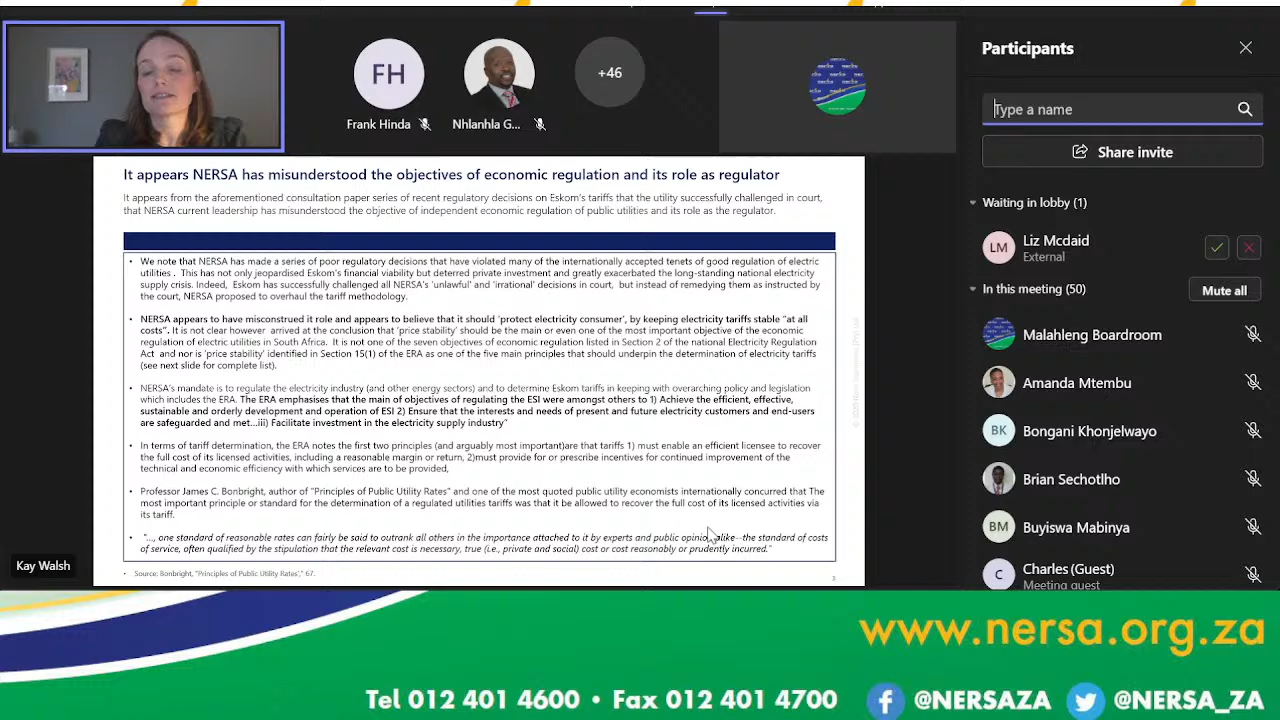 FH
+46
Frank Hinda
Nhlanhla G...
Participants
Type a name
Share invite
Waiting in lobby (1)
LM
Liz Mcdaid
External
In this meeting (50)
Mute all
Malahleng Boardroom
Amanda Mtembu
BK
Bongani Khonjelwayo
Brian Sechotlho
BM
Buyiswa Mabinya
C
Charles (Guest)
Meeting guest
It appears NERSA has misunderstood the objectives of economic regulation and its role as regulator
It appears from the aforementioned consultation paper series of recent regulatory decisions on Eskom's tariffs that the utility successfully challenged in court,
that NERSA current leadership has misunderstood the objective of independent economic regulation of public utilities and its role as the regulator.
• We note that NERSA has made a series of poor regulatory decisions that have violated many of the internationally accepted tenets of good regulation of electric
utilities . This has not only jeopardised Eskom's financial viability but deterred private investment and greatly exacerbated the long-standing national electricity
supply crisis. Indeed, Eskom has successfully challenged all NERSA's 'unlawful' and 'irrational' decisions in court, but instead of remedying them as instructed by
the court, NERSA proposed to overhaul the tariff methodology.
• NERSA appears to have misconstrued it role and appears to believe that it should 'protect electricity consumer', by keeping electricity tariffs stable "at all
costs". It is not clear however arrived at the conclusion that 'price stability' should be the main or even one of the most important objective of the economic
regulation of electric utilities in South Africa. It is not one of the seven objectives of economic regulation listed in Section 2 of the national Electricity Regulation
Act and nor is 'price stability' identified in Section 15(1) of the ERA as one of the five main principles that should underpin the determination of electricity tariffs
(see next slide for complete list).
• NERSA's mandate is to regulate the electricity industry (and other energy sectors) and to determine Eskom tariffs in keeping with overarching policy and legislation
which includes the ERA. The ERA emphasises that the main of objectives of regulating the ESI were amongst others to 1) Achieve the efficient, effective,
sustainable and orderly development and operation of ESI 2) Ensure that the interests and needs of present and future electricity customers and end-users
are safeguarded and met...iii) Facilitate investment in the electricity supply industry"
• In terms of tariff determination, the ERA notes the first two principles (and arguably most important)are that tariffs 1) must enable an efficient licensee to recover
the full cost of its licensed activities, including a reasonable margin or return, 2)must provide for or prescribe incentives for continued improvement of the
technical and economic efficiency with which services are to be provided,
• Professor James C. Bonbright, author of "Principles of Public Utility Rates" and one of the most quoted public utility economists internationally concurred that The
most important principle or standard for the determination of a regulated utilities tariffs was that it be allowed to recover the full cost of its licensed activities via
its tariff.
• "..., one standard of reasonable rates can fairly be said to outrank all others in the importance attached to it by experts and public opinion alike--the standard of costs
of service, often qualified by the stipulation that the relevant cost is necessary, true (i.e., private and social) cost or cost reasonably or prudently incurred."
• Source: Bonbright, "Principles of Public Utility Rates'," 67.
3
Kay Walsh
www.nersa.org.za
Tel 012 401 4600 • Fax 012 401 4700
@NERSAZA
@NERSA_ZA